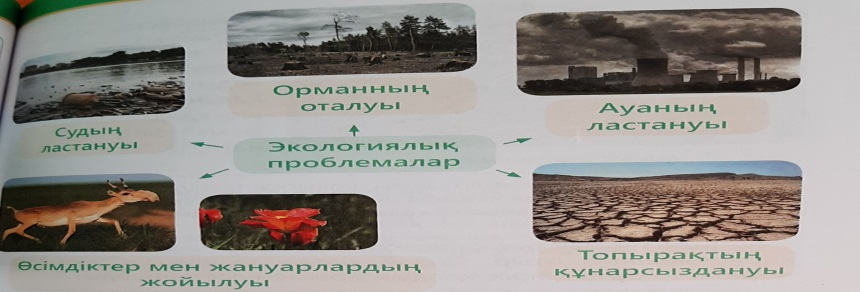 Орманның
оталуы
Ауаның
ластануы
Судың
ластануы
Экологиялық
проблемалар
Өсімдіктер мен жануарлардың
жойылуы
Топырақтың
құнарсыздануы